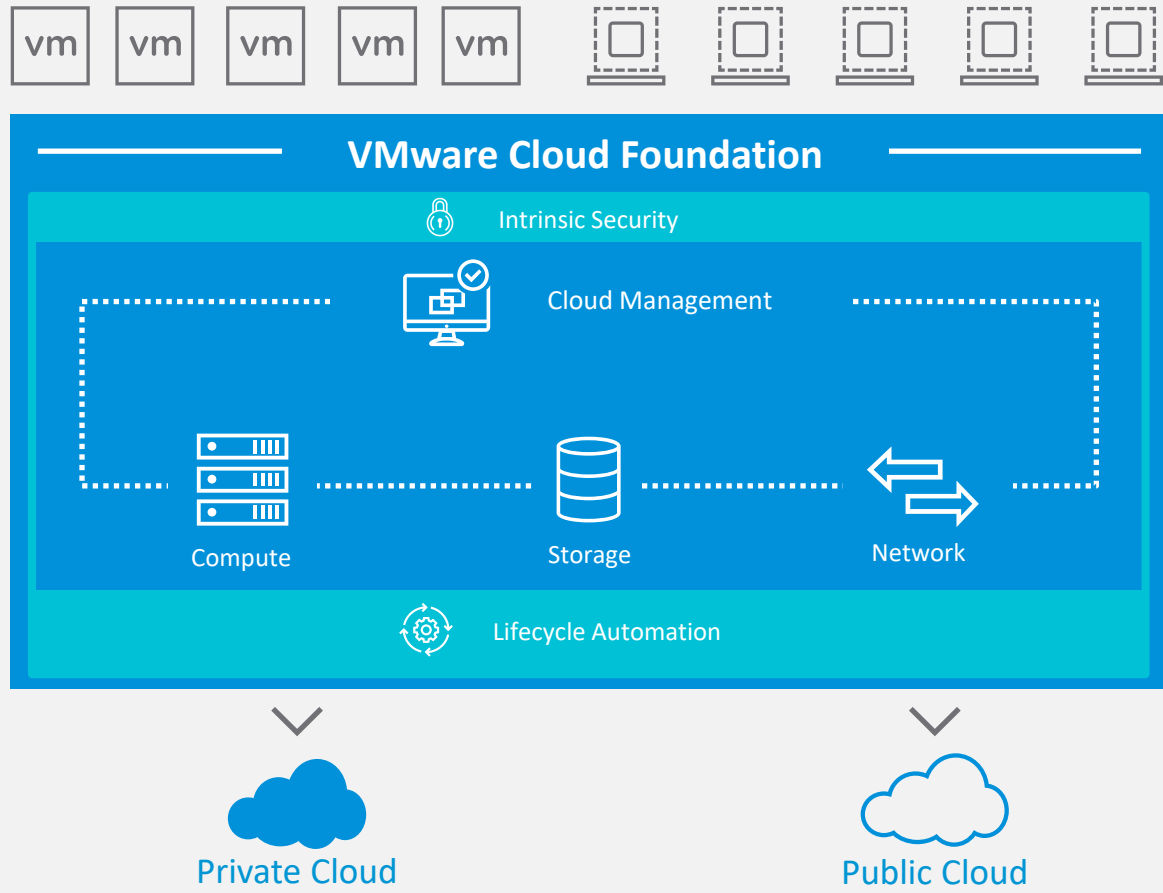 vm vm vm vm vm
VMware Cloud Foundation
Intrinsic Security
Cloud Management
Compute
Storage
Network
Lifecycle Automation
Private Cloud
Public Cloud